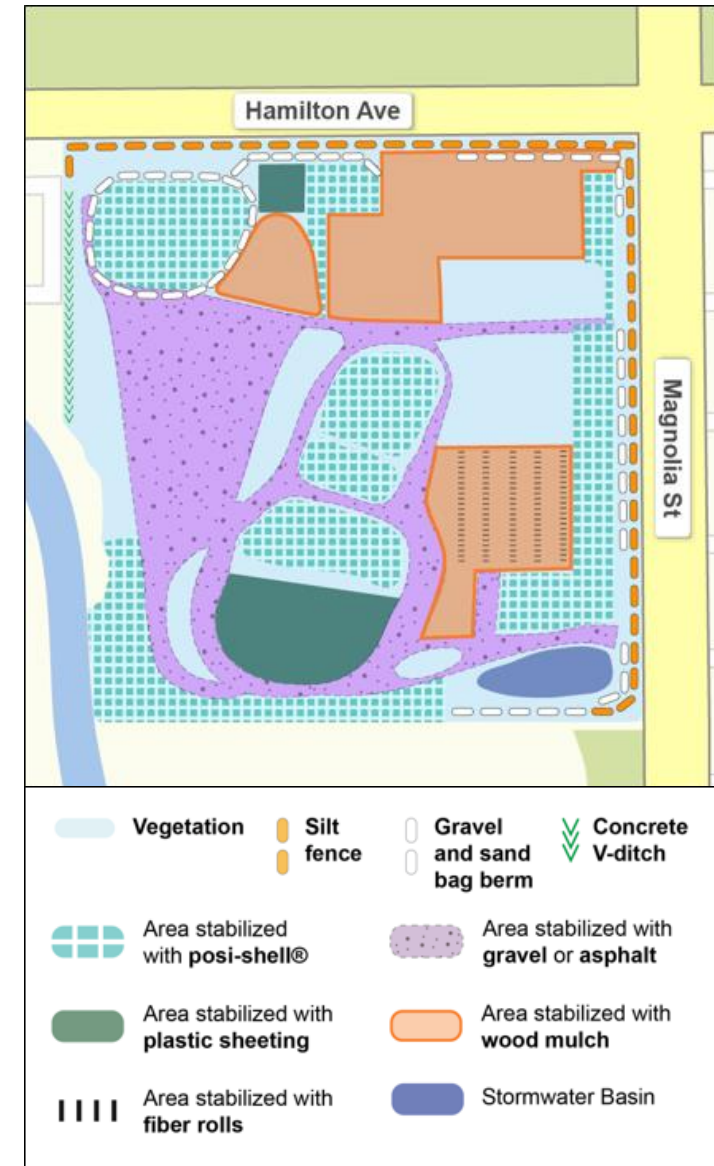 Hamilton Ave
Magnolia St
Vegetation
Silt
fence
Gravel
and sand
bag berm
Concrete
V-ditch
Area stabilized
with posi-shell®
Area stabilized with
gravel or asphalt
Area stabilized with
plastic sheeting
Area stabilized with
wood mulch
Area stabilized with
fiber rolls
Stormwater Basin